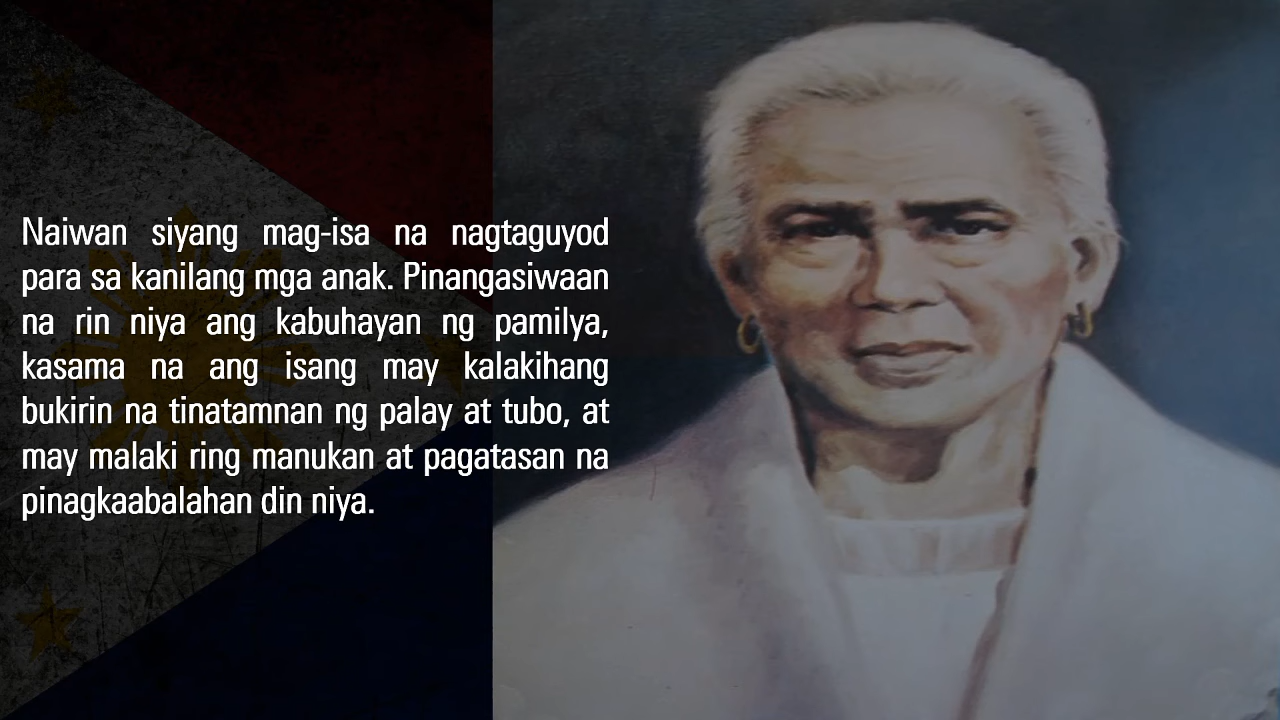 Naiwan siyang mag-isa na nagtaguyod
para sa kanilang mga anak. Pinangasiwaan
na rin niya ang kabuhayan ng pamilya,
kasama na ang isang may kalakihang
bukirin na tinatamnan ng palay at tubo, at
may malaki ring manukan at pagatasan na
pinagkaabalahan din niya.